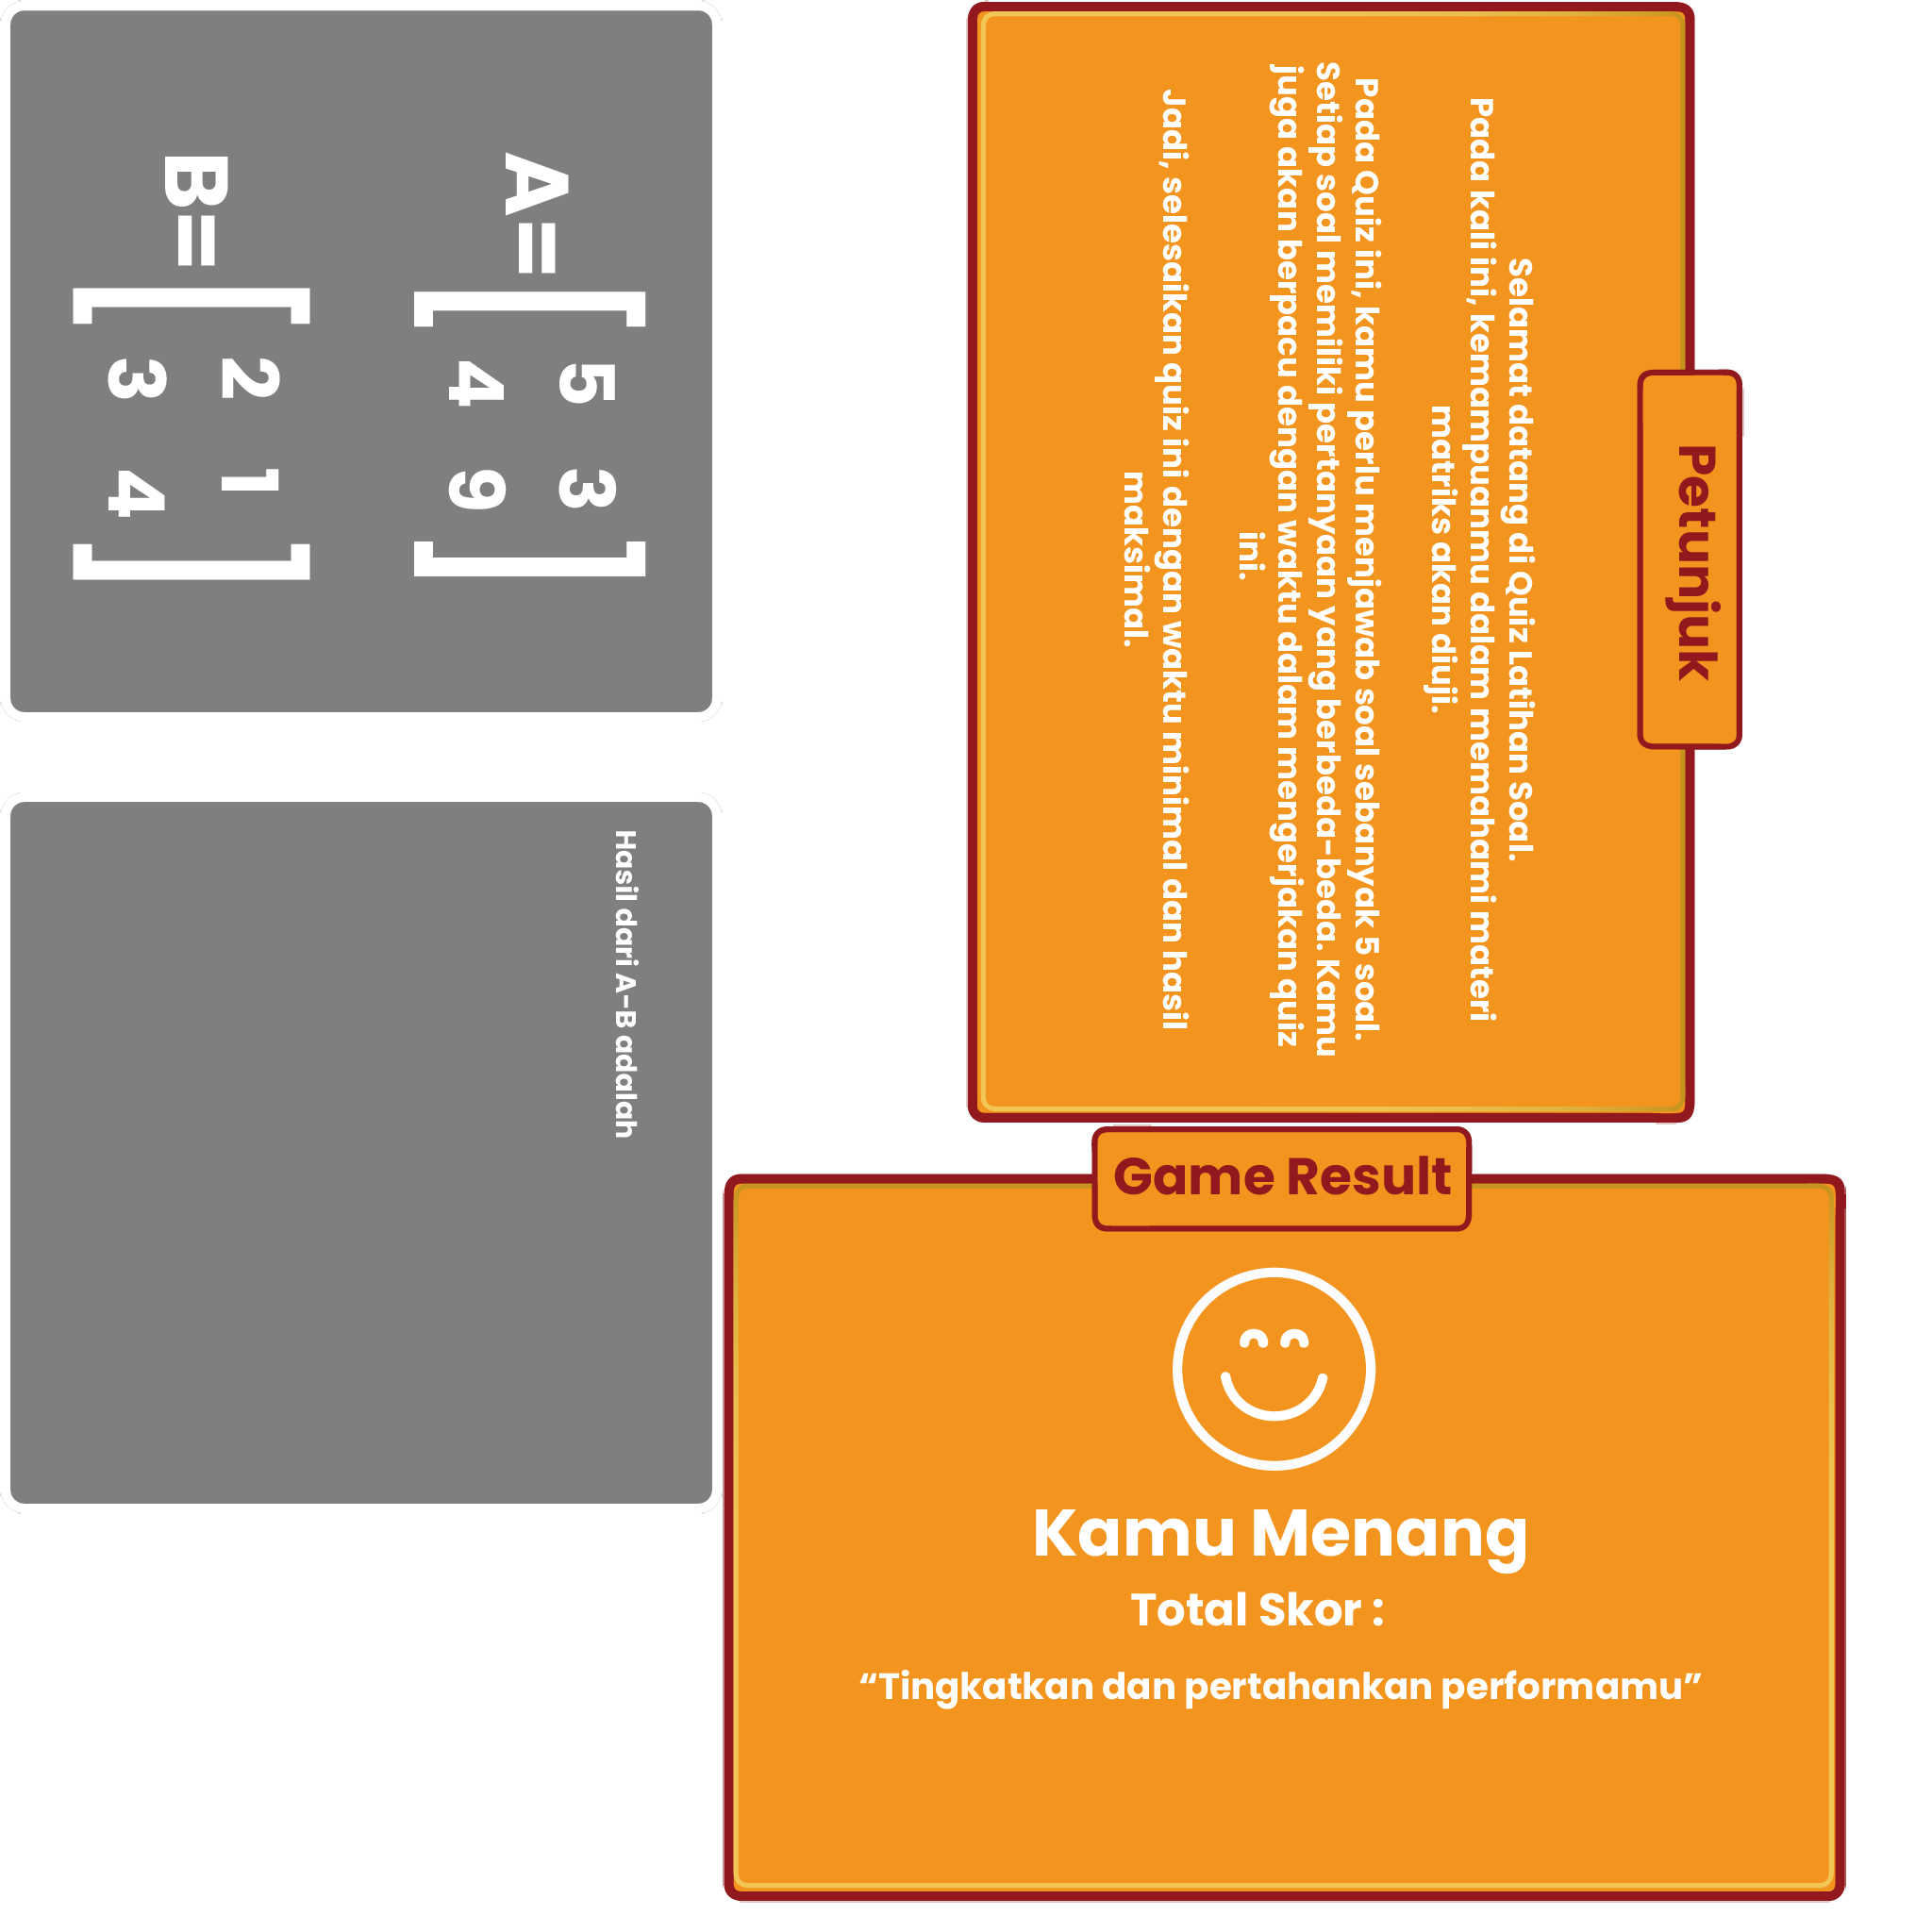 A= [ 5 3
4 9 ]
B= [ 2 1
3 4 ]
Hasil dari A-B adalah
Petunjuk
Selamat datang di Quiz Latihan Soal.
Pada kali ini, kemampuanmu dalam memahami materi
matriks akan diuji.
Pada Quiz ini, kamu perlu menjawab soal sebanyak 5 soal.
Setiap soal memiliki pertanyaan yang berbeda-beda. Kamu
juga akan berpacu dengan waktu dalam mengerjakan quiz
ini.
Jadi, selesaikan quiz ini dengan waktu minimal dan hasil
maksimal.
Game Result
Kamu Menang
Total Skor :
“Tingkatkan dan pertahankan performamu”